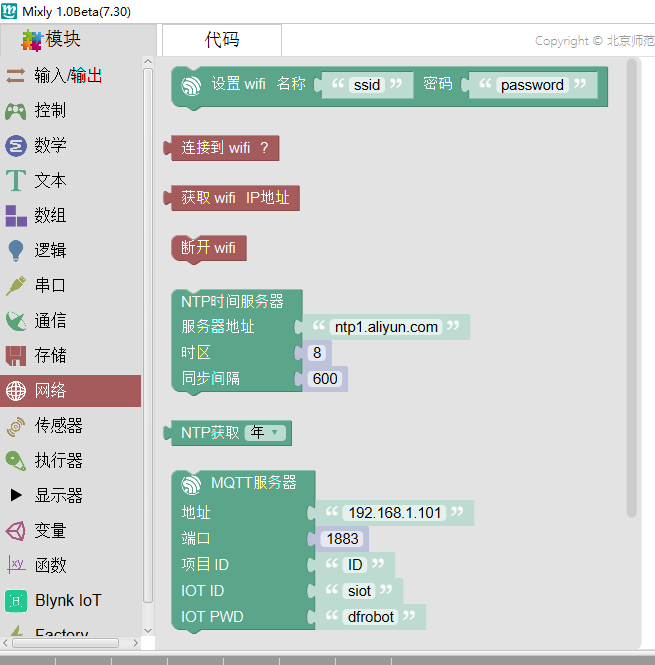 Mixly 1.0Beta(7.30)
模块
代码
Copyright © 北京师范
输入/输出
控制
数学
文本
数组
逻辑
串口
通信
存储
网络
传感器
执行器
显示器
变量
函数
Blynk IoT
Factory
设置 wifi 名称 “ ssid ” 密码 “ password ”
连接到 wifi ?
获取 wifi IP地址
断开 wifi
NTP时间服务器
服务器地址 “ ntp1.aliyun.com ”
时区 8
同步间隔 600
NTP获取 年
MQTT服务器
地址 “ 192.168.1.101 ”
端口 1883
项目 ID “ ID ”
IOT ID “ siot ”
IOT PWD “ dfrobot ”